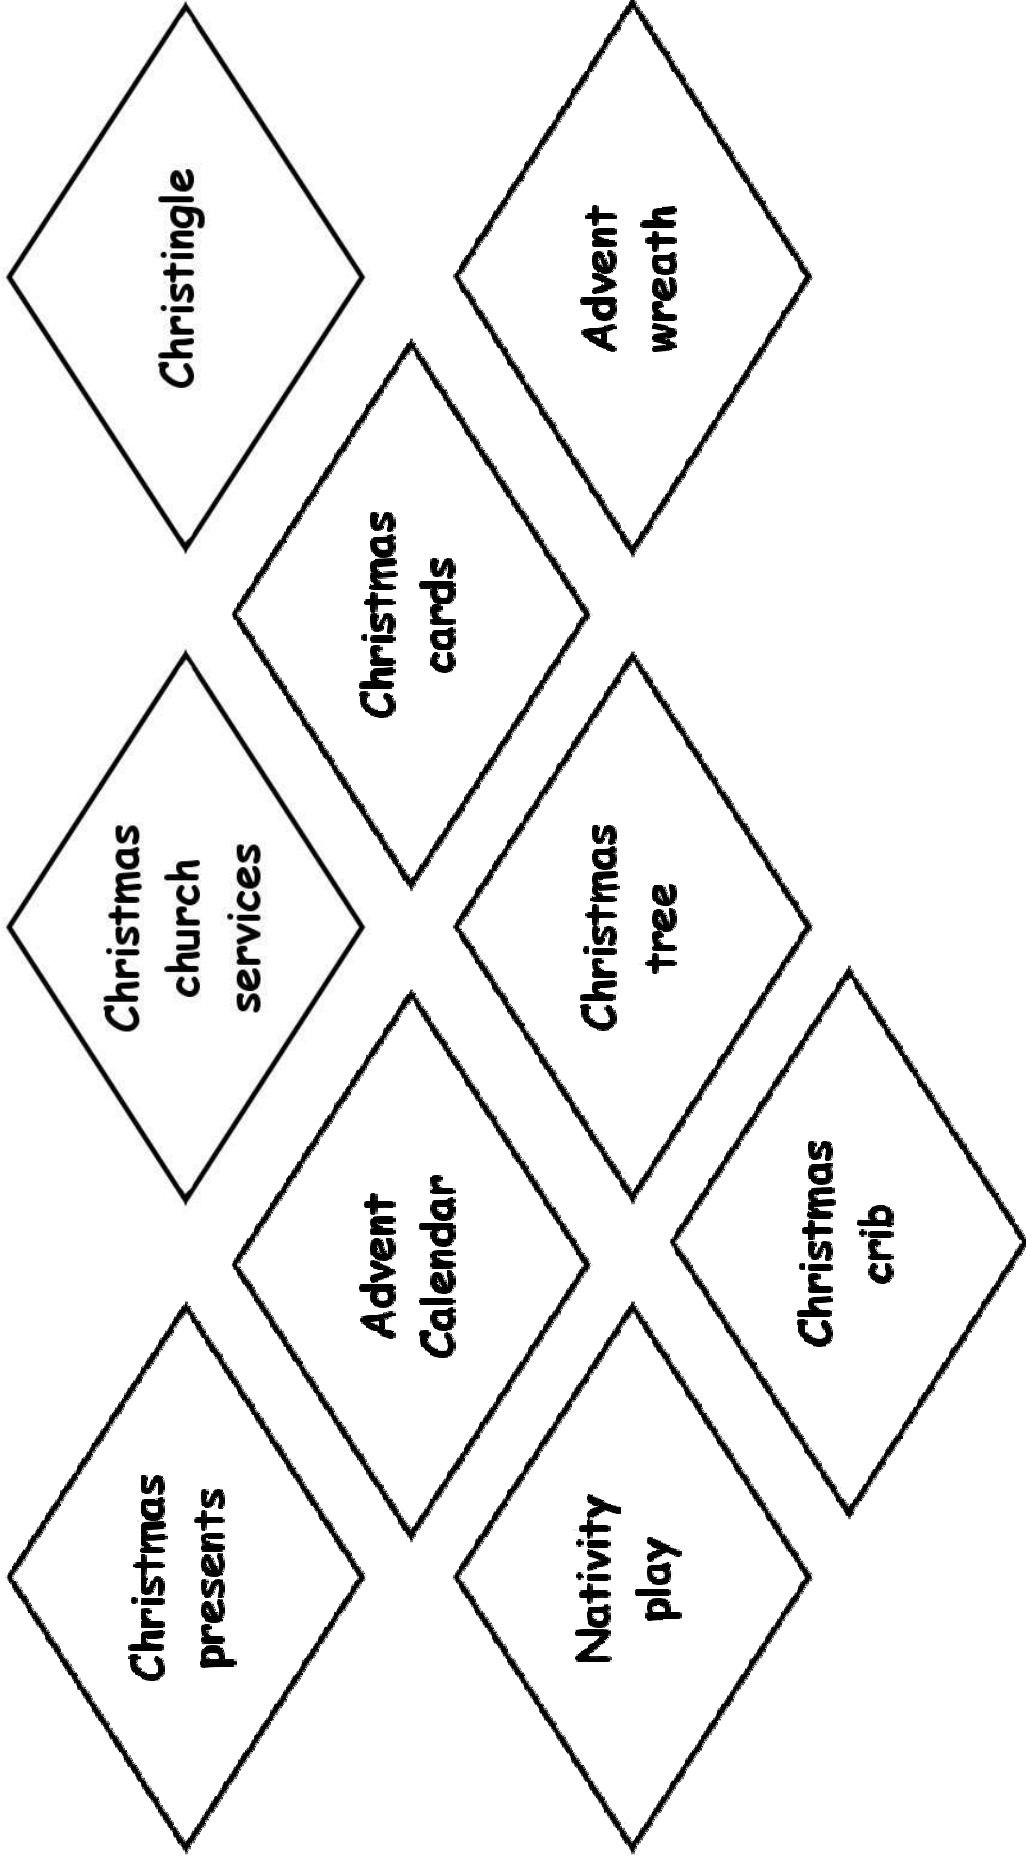 Christmas
presents
Christmas
church
services
Christingle
Advent
Calendar
Christmas
cards
Nativity
play
Christmas
tree
Advent
wreath
Christmas
crib